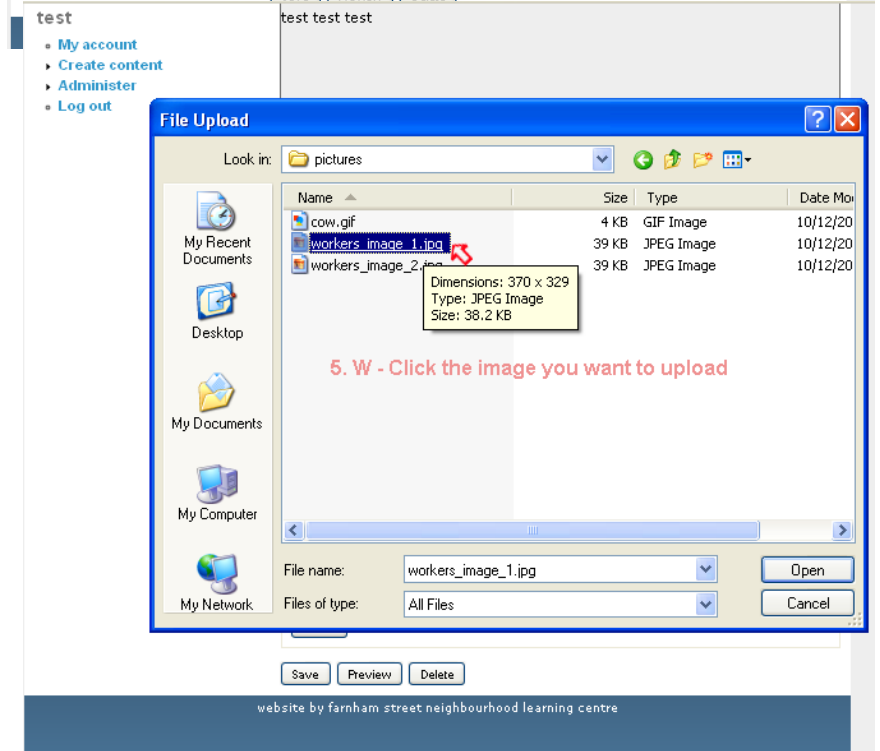 test
test test test
My account
Create content
Administer
Log out
File Upload
Look in: pictures
Name Size Type Date Mo
cow.gif 4 KB GIF Image 10/12/20
workers_image_1.jpg 39 KB JPEG Image 10/12/20
workers_image_2.jpg 39 KB JPEG Image 10/12/20
Dimensions: 370 x 329
Type: JPEG Image
Size: 38.2 KB
5. W - Click the image you want to upload
My Recent
Documents
Desktop
My Documents
My Computer
My Network
File name: workers_image_1.jpg Open
Files of type: All Files Cancel
Save Preview Delete
website by farnham street neighbourhood learning centre